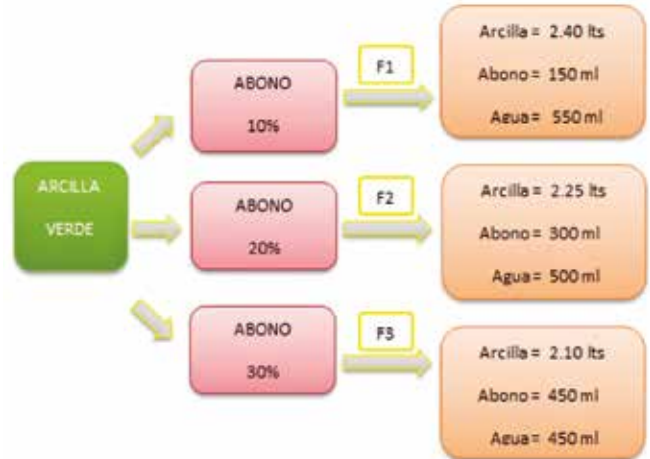 ARCILLA
VERDE
ABONO
10%
F1
Arcilla = 2.40 lts
Abono = 150 ml
Agua = 550 ml
ABONO
20%
F2
Arcilla = 2.25 lts
Abono = 300 ml
Agua = 500 ml
ABONO
30%
F3
Arcilla = 2.10 lts
Abono = 450 ml
Agua = 450 ml